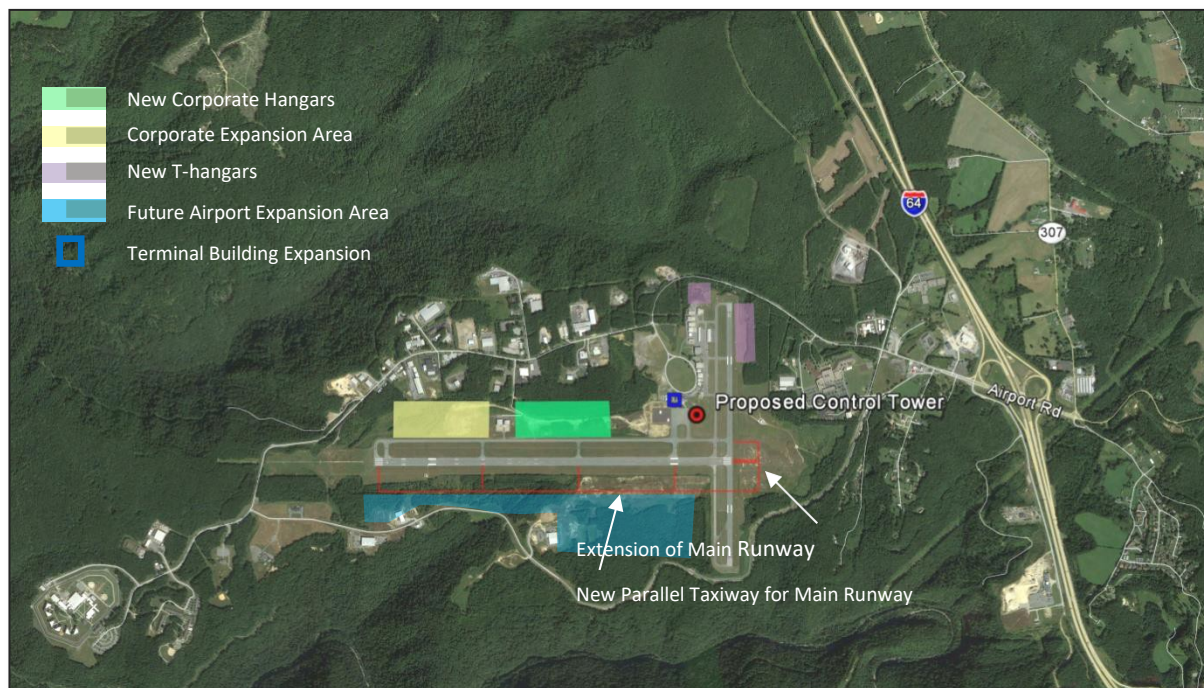 New Corporate Hangars
Corporate Expansion Area
New T-hangars
Future Airport Expansion Area
Terminal Building Expansion
64
307
Airport Rd
Proposed Control Tower
Extension of Main Runway
New Parallel Taxiway for Main Runway